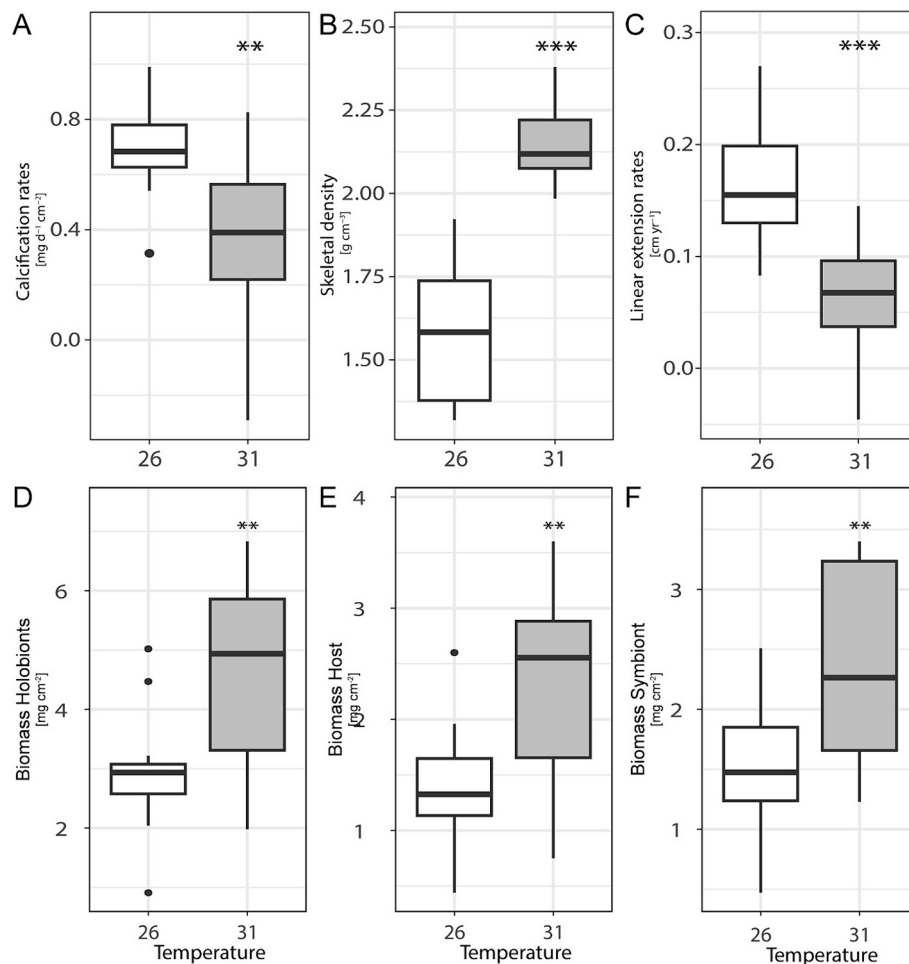 A
**
Calcification rates
[mg d⁻¹ cm⁻²]
0.8
0.4
0.0
26
31
B
***
Skeletal density
[g cm⁻³]
2.50
2.25
2.00
1.75
1.50
26
31
C
***
Linear extension rates
[cm yr⁻¹]
0.3
0.2
0.1
0.0
26
31
D
**
Biomass Holobionts
[mg cm⁻²]
6
4
2
26
31
Temperature
E
**
Biomass Host
[mg cm⁻²]
4
3
2
1
26
31
Temperature
F
**
Biomass Symbiont
[mg cm⁻²]
3
2
1
26
31
Temperature